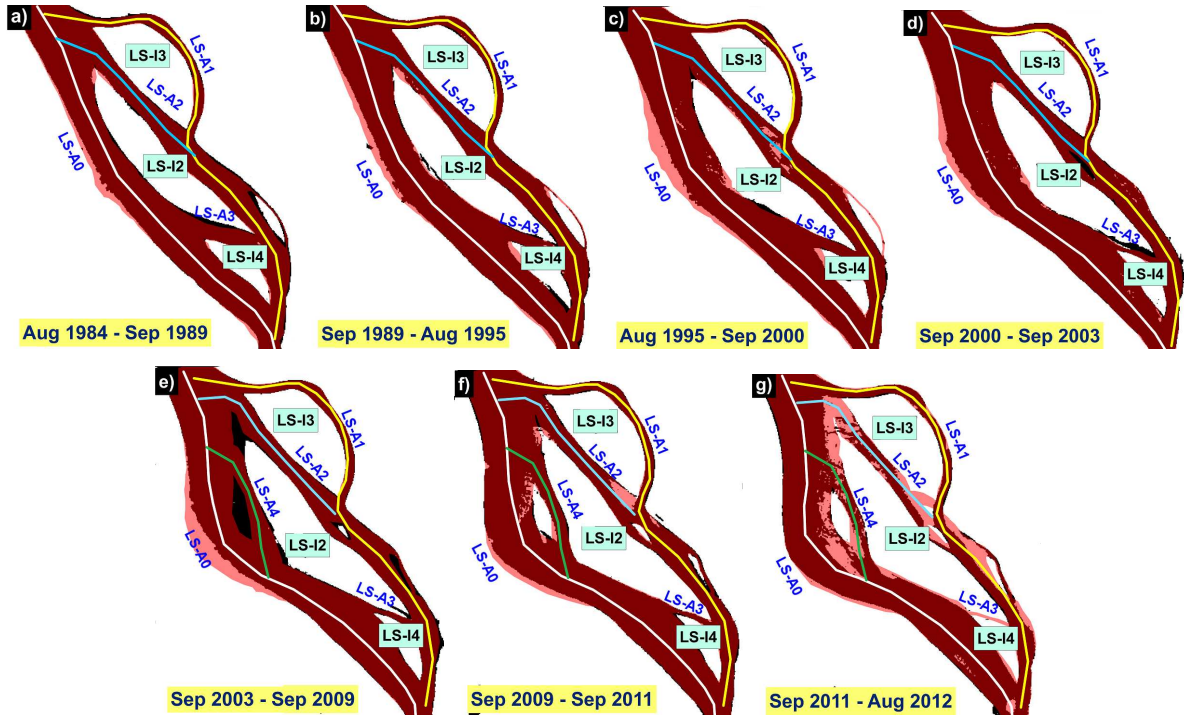 a)
LS-I3
LS-A1
LS-A2
LS-A0
LS-I2
LS-A3
LS-I4
Aug 1984 - Sep 1989
b)
LS-I3
LS-A1
LS-A2
LS-A0
LS-I2
LS-A3
LS-I4
Sep 1989 - Aug 1995
c)
LS-I3
LS-A1
LS-A2
LS-A0
LS-I2
LS-A3
LS-I4
Aug 1995 - Sep 2000
d)
LS-I3
LS-A1
LS-A2
LS-A0
LS-I2
LS-A3
LS-I4
Sep 2000 - Sep 2003
e)
LS-I3
LS-A1
LS-A2
LS-A4
LS-A0
LS-I2
LS-A3
LS-I4
Sep 2003 - Sep 2009
f)
LS-I3
LS-A1
LS-A2
LS-A4
LS-A0
LS-I2
LS-A3
LS-I4
Sep 2009 - Sep 2011
g)
LS-I3
LS-A1
LS-A2
LS-A4
LS-A0
LS-I2
LS-A3
LS-I4
Sep 2011 - Aug 2012